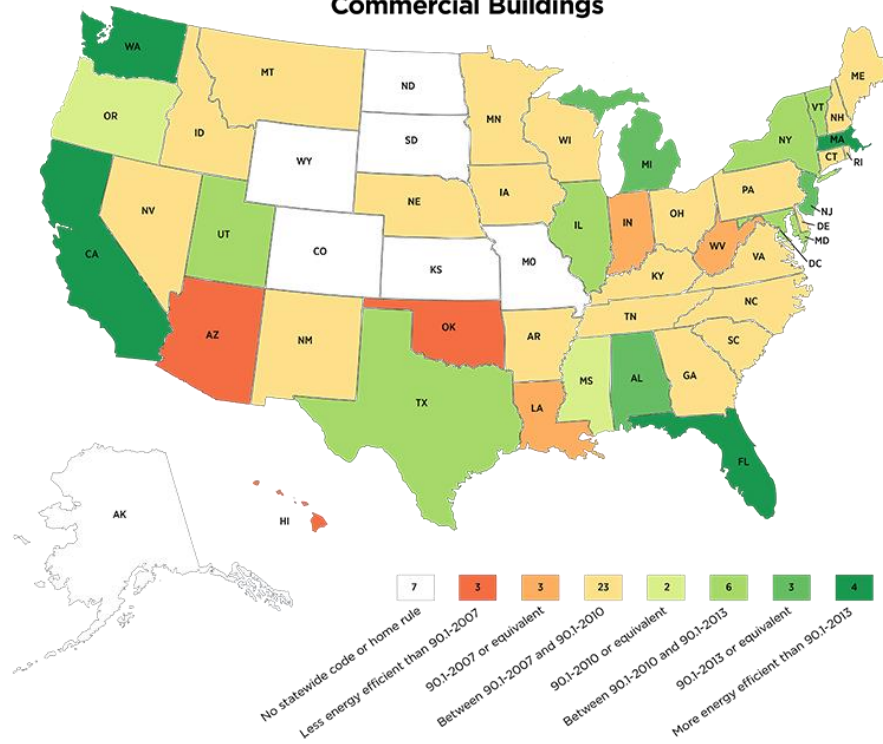 Commercial Buildings
WA
MT
ND
MN
ME
OR
ID
SD
WI
VT
NH
NY
MA
WY
MI
CT
RI
NV
NE
IA
PA
NJ
UT
IL
IN
OH
DE
MD
CO
WV
DC
CA
KS
MO
VA
KY
NC
TN
AZ
NM
OK
AR
SC
MS
AL
GA
TX
LA
FL
AK
HI
7
3
3
23
2
6
3
4
No statewide code or home rule
Less energy efficient than 90.1-2007
90.1-2007 or equivalent
Between 90.1-2007 and 90.1-2010
90.1-2010 or equivalent
Between 90.1-2010 and 90.1-2013
90.1-2013 or equivalent
More energy efficient than 90.1-2013